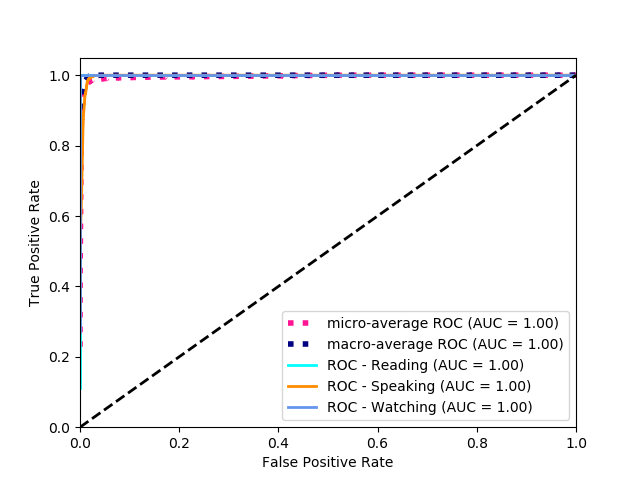 1.0
0.8
0.6
0.4
0.2
0.0
True Positive Rate
micro-average ROC (AUC = 1.00)
macro-average ROC (AUC = 1.00)
ROC - Reading (AUC = 1.00)
ROC - Speaking (AUC = 1.00)
ROC - Watching (AUC = 1.00)
0.0 0.2 0.4 0.6 0.8 1.0
False Positive Rate